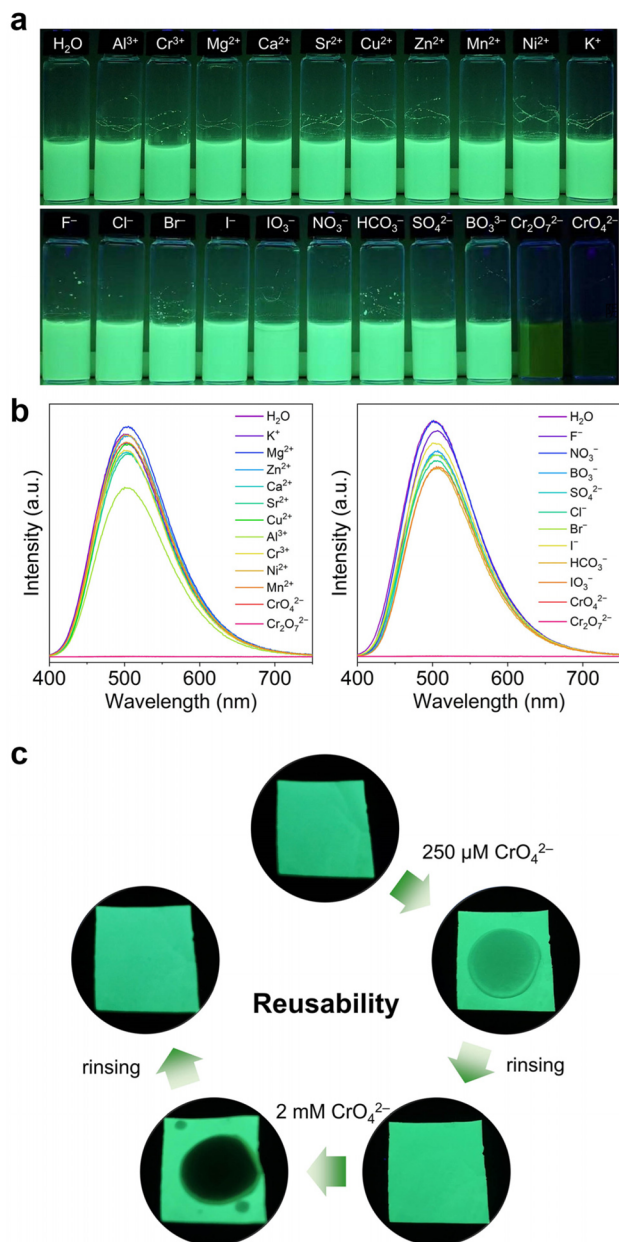 a
H₂O Al³⁺ Cr³⁺ Mg²⁺ Ca²⁺ Sr²⁺ Cu²⁺ Zn²⁺ Mn²⁺ Ni²⁺ K⁺
F⁻ Cl⁻ Br⁻ I⁻ IO₃⁻ NO₃⁻ HCO₃⁻ SO₄²⁻ BO₃³⁻ Cr₂O₇²⁻ CrO₄²⁻
b
Intensity (a.u.)
H₂O
K⁺
Mg²⁺
Zn²⁺
Ca²⁺
Sr²⁺
Cu²⁺
Al³⁺
Cr³⁺
Ni²⁺
Mn²⁺
CrO₄²⁻
Cr₂O₇²⁻
400 500 600 700
Wavelength (nm)
Intensity (a.u.)
H₂O
F⁻
NO₃⁻
BO₃⁻
SO₄²⁻
Cl⁻
Br⁻
I⁻
HCO₃⁻
IO₃⁻
CrO₄²⁻
Cr₂O₇²⁻
400 500 600 700
Wavelength (nm)
c
250 µM CrO₄²⁻
Reusability
rinsing
rinsing
2 mM CrO₄²⁻